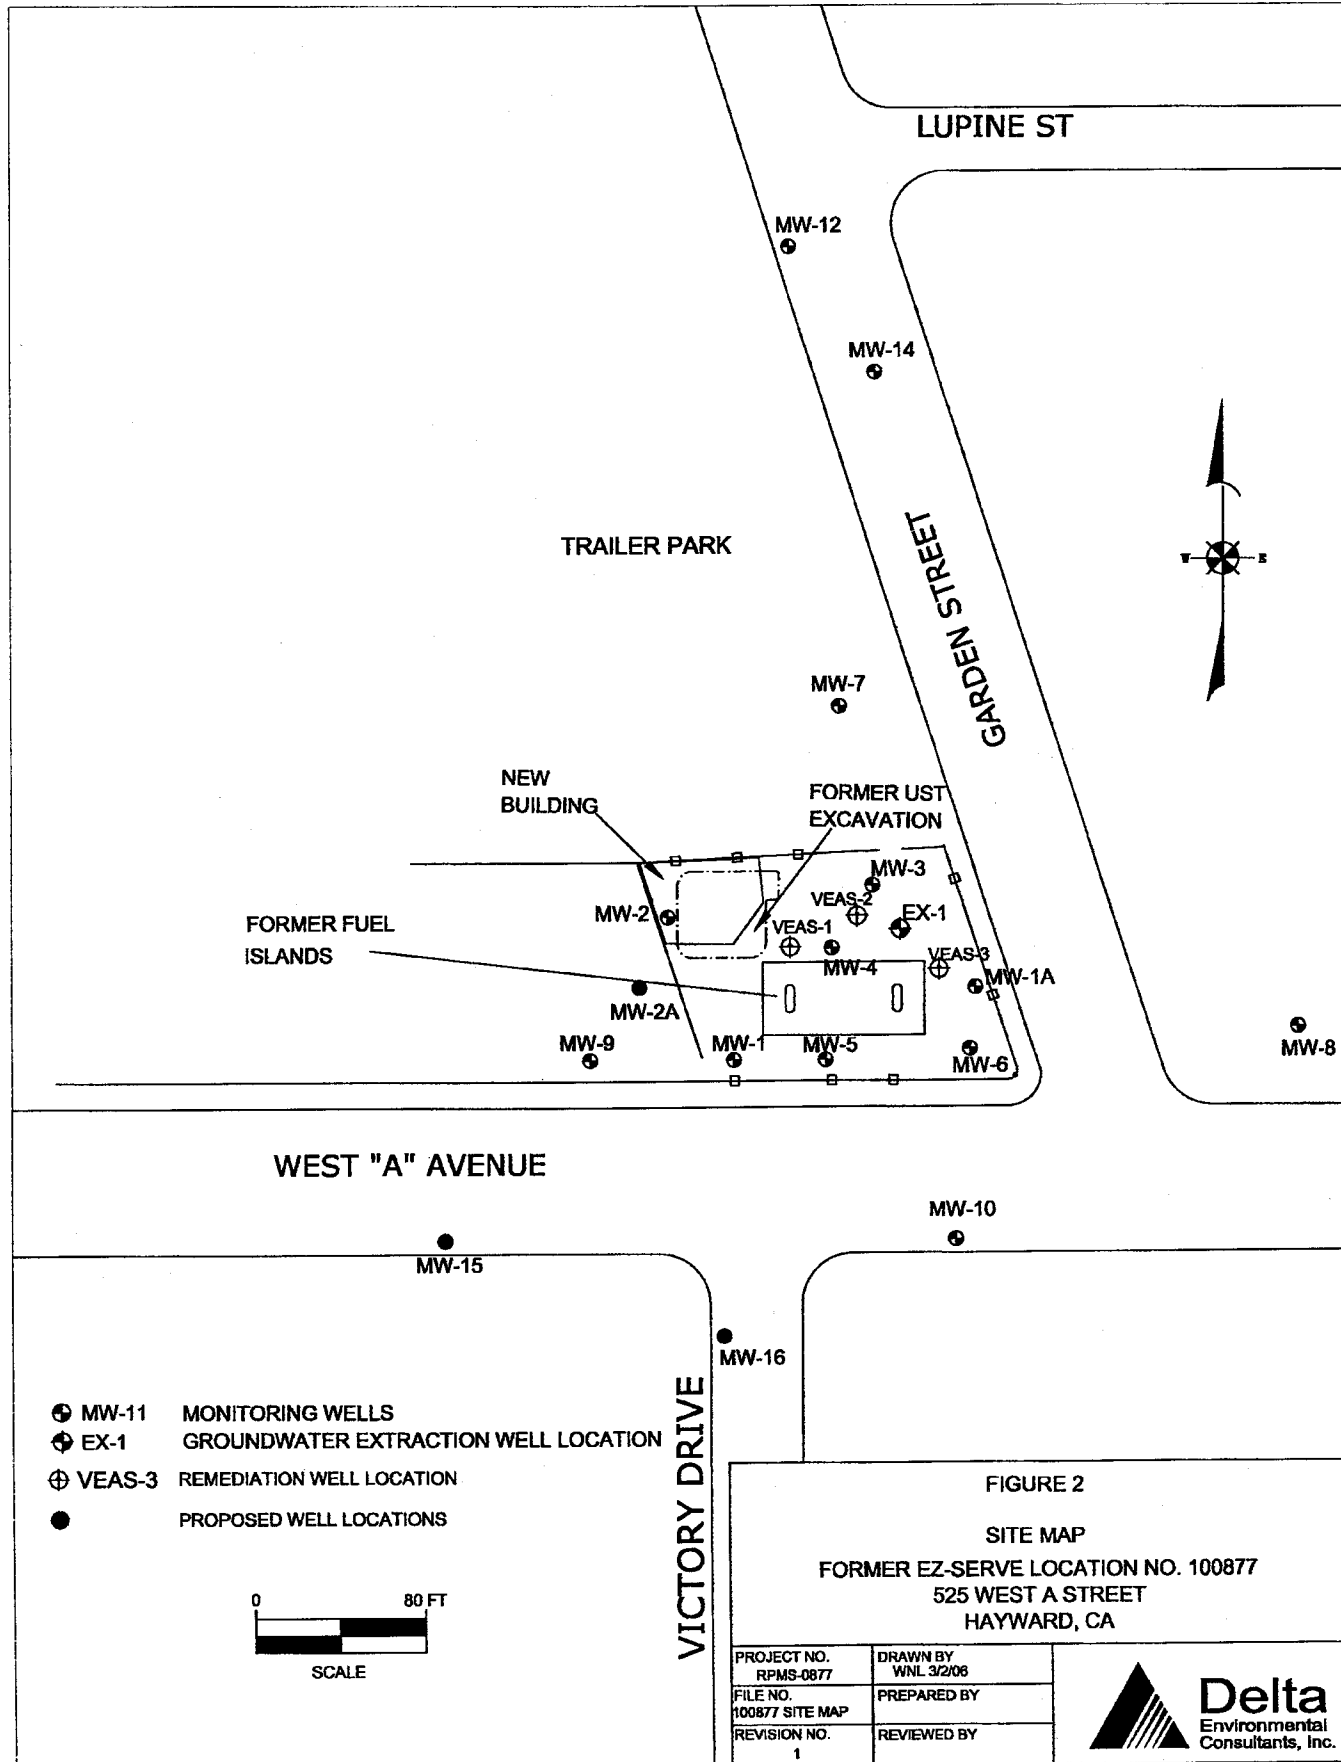 LUPINE ST
MW-12
MW-14
GARDEN STREET
W E
TRAILER PARK
MW-7
NEW
BUILDING
FORMER UST
EXCAVATION
MW-3
VEAS-2
MW-2
EX-1
VEAS-1
FORMER FUEL
ISLANDS
MW-4
VEAS-3
MW-1A
MW-2A
MW-9
MW-1
MW-5
MW-6
MW-8
WEST "A" AVENUE
MW-10
MW-15
MW-16
VICTORY DRIVE
MW-11 MONITORING WELLS
EX-1 GROUNDWATER EXTRACTION WELL LOCATION
VEAS-3 REMEDIATION WELL LOCATION
PROPOSED WELL LOCATIONS
0 80 FT
SCALE
FIGURE 2
SITE MAP
FORMER EZ-SERVE LOCATION NO. 100877
525 WEST A STREET
HAYWARD, CA
PROJECT NO.
RPMS-0877
DRAWN BY
WNL 3/2/06
FILE NO.
100877 SITE MAP
PREPARED BY
REVISION NO.
1
REVIEWED BY
Delta
Environmental
Consultants, Inc.